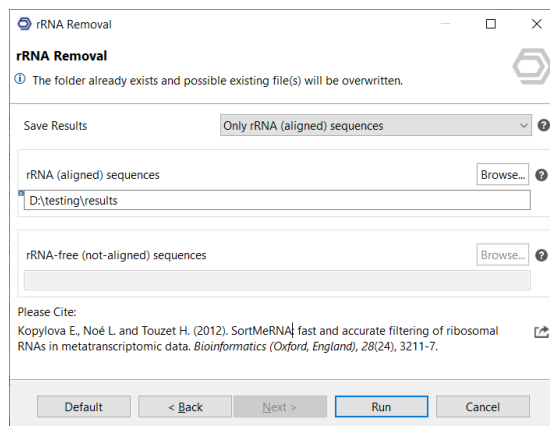 rRNA Removal
rRNA Removal
The folder already exists and possible existing file(s) will be overwritten.
Save Results
Only rRNA (aligned) sequences
rRNA (aligned) sequences
Browse...
D:\testing\results
rRNA-free (not-aligned) sequences
Browse...
Please Cite:
Kopylova E., Noé L. and Touzet H. (2012). SortMeRNA: fast and accurate filtering of ribosomal
RNAs in metatranscriptomic data. Bioinformatics (Oxford, England), 28(24), 3211-7.
Default
< Back
Next >
Run
Cancel